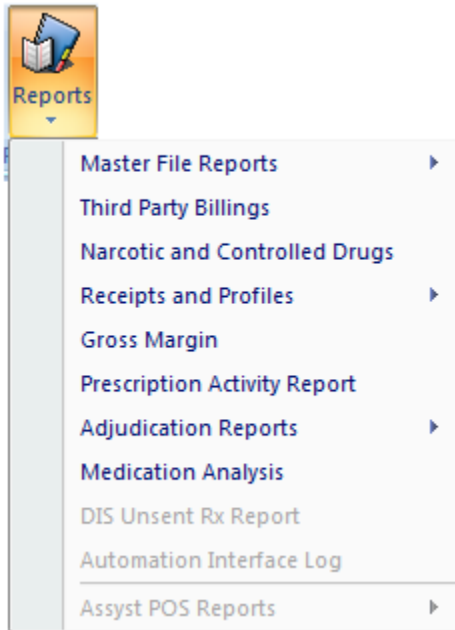 Reports
Master File Reports
Third Party Billings
Narcotic and Controlled Drugs
Receipts and Profiles
Gross Margin
Prescription Activity Report
Adjudication Reports
Medication Analysis
DIS Unsent Rx Report
Automation Interface Log
Assyst POS Reports